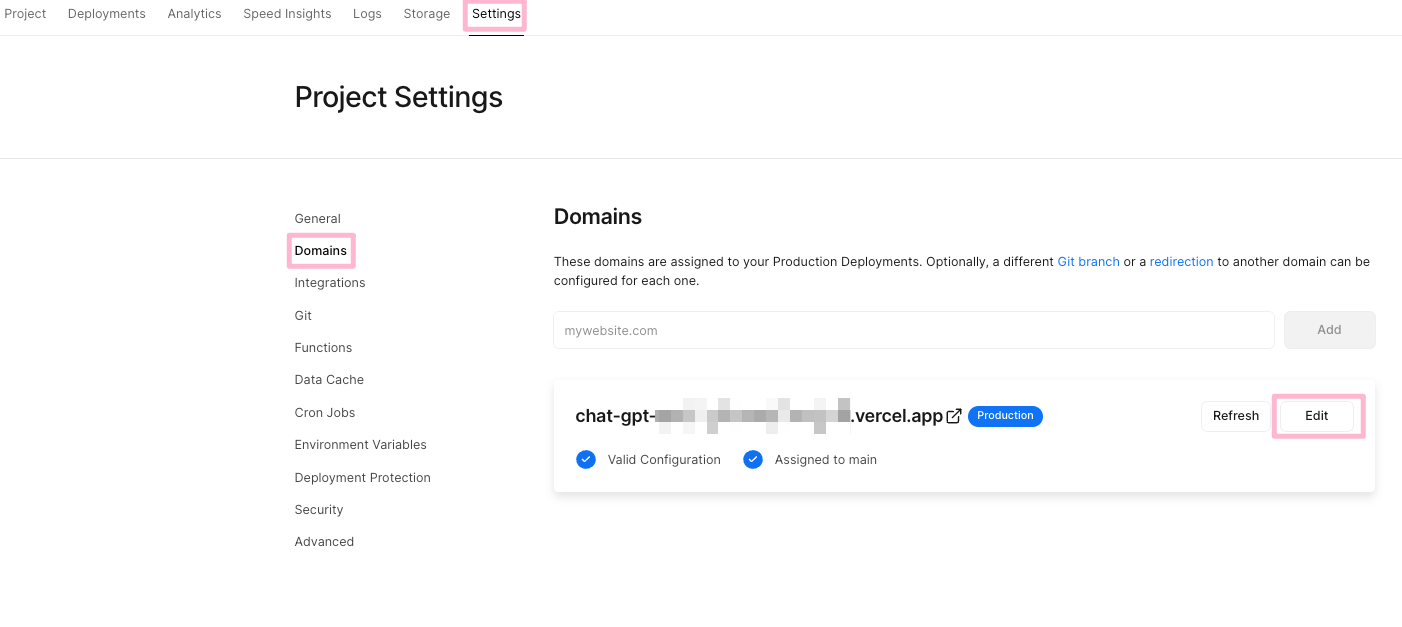 Project Deployments Analytics Speed Insights Logs Storage Settings
Project Settings
General
Domains
Integrations
Git
Functions
Data Cache
Cron Jobs
Environment Variables
Deployment Protection
Security
Advanced
Domains
These domains are assigned to your Production Deployments. Optionally, a different Git branch or a redirection to another domain can be
configured for each one.
mywebsite.com Add
chat-gpt- .vercel.app Production Refresh Edit
Valid Configuration Assigned to main